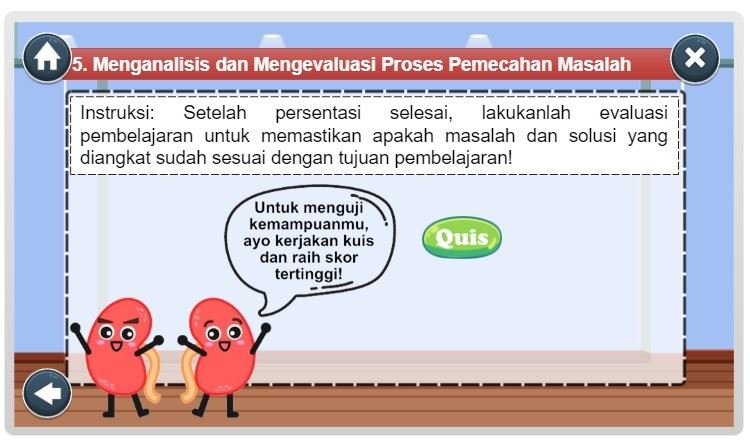 5. Menganalisis dan Mengevaluasi Proses Pemecahan Masalah
Instruksi: Setelah persentasi selesai, lakukanlah evaluasi
pembelajaran untuk memastikan apakah masalah dan solusi yang
diangkat sudah sesuai dengan tujuan pembelajaran!
Untuk menguji
kemampuanmu,
ayo kerjakan kuis
dan raih skor
tertinggi!
Quis